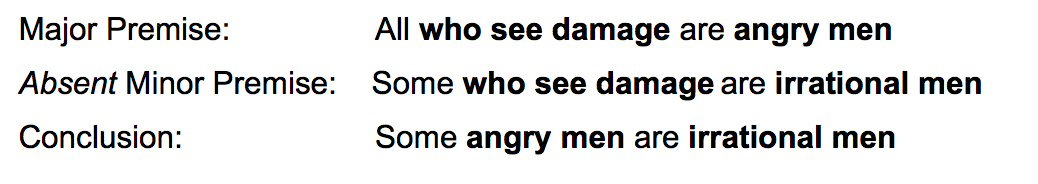 Major Premise: All who see damage are angry men
Absent Minor Premise: Some who see damage are irrational men
Conclusion: Some angry men are irrational men